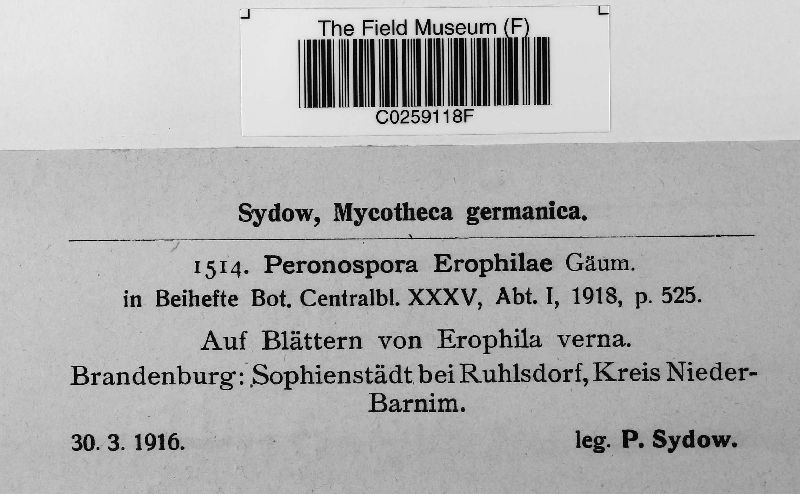 The Field Museum (F)
C0259118F
Sydow, Mycotheca germanica.
1514. Peronospora Erophilae Gäum.
in Beihefte Bot. Centralbl. XXXV, Abt. I, 1918, p. 525.
Auf Blättern von Erophila verna.
Brandenburg: Sophienstädt bei Ruhlsdorf, Kreis Nieder-
Barnim.
30. 3. 1916. leg. P. Sydow.